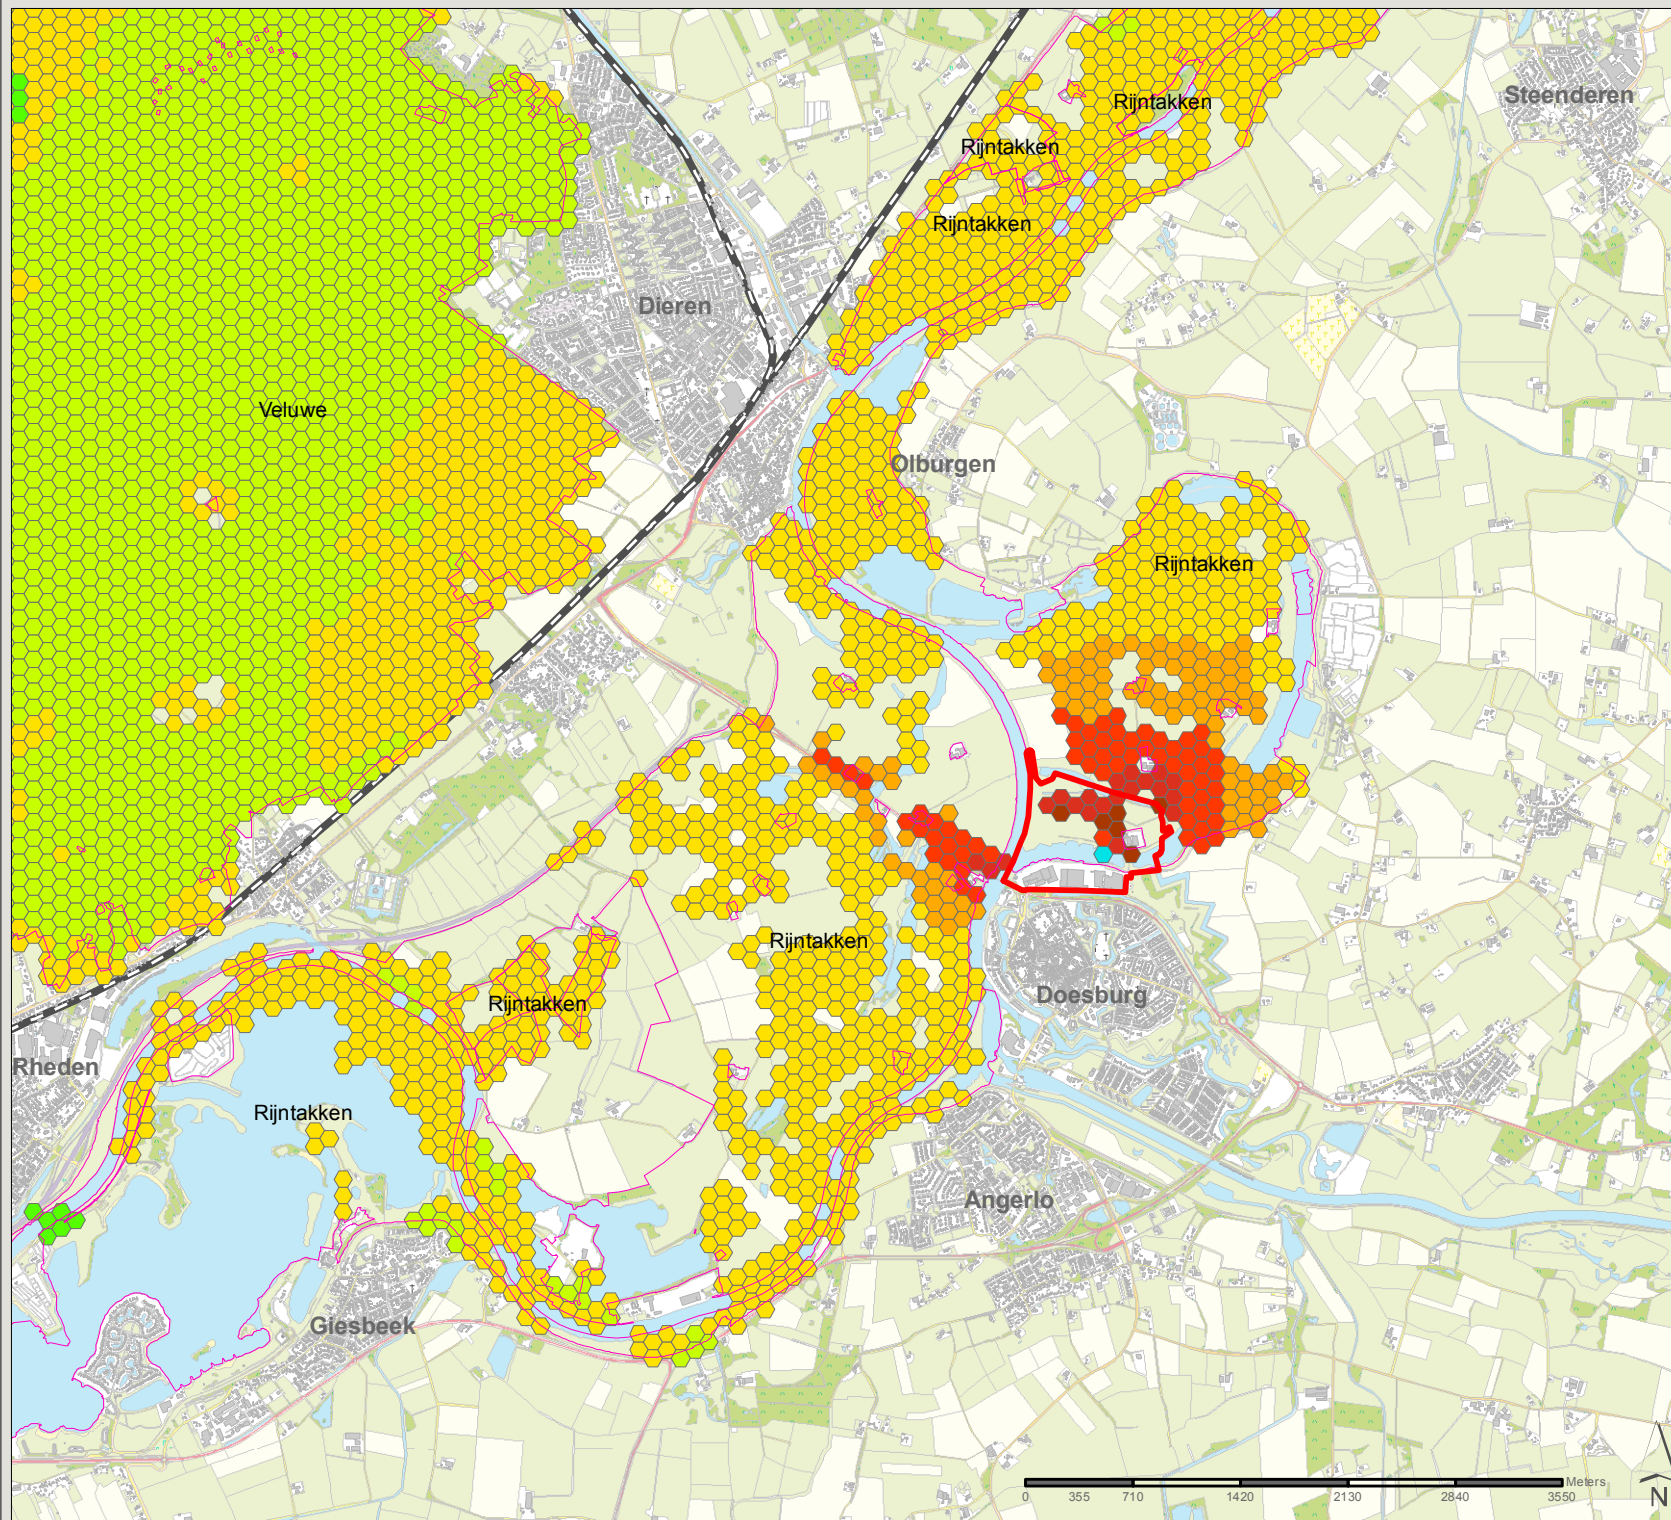 Steenderen
Rijntakken
Rijntakken
Rijntakken
Dieren
Veluwe
Olburgen
Rijntakken
Rijntakken
Doesburg
Rijntakken
Rheden
Rijntakken
Angerlo
Giesbeek
Meters
0 355 710 1420 2130 2840 3550
N